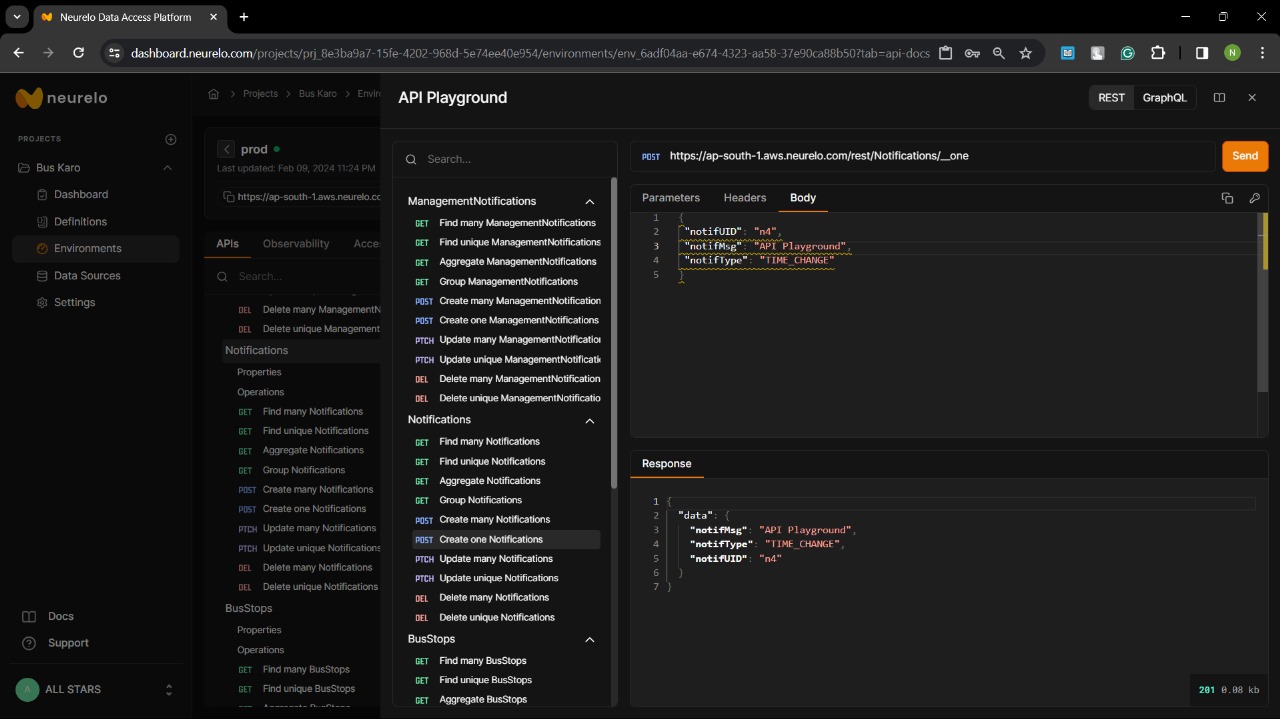 Neurelo Data Access Platform
dashboard.neurelo.com/projects/prj_8e3ba9a7-15fe-4202-968d-5e74ee40e954/environments/env_6adf04aa-e674-4323-aa58-37e90ca88b50?tab=api-docs
N
neurelo
PROJECTS
Bus Karo
Dashboard
Definitions
Environments
Data Sources
Settings
Docs
Support
A
ALL STARS
Projects
Bus Karo
Enviro
prod
Last updated: Feb 09, 2024 11:24 PM
https://ap-south-1.aws.neurelo.co
APIs
Observability
Acce
Search...
DEL Delete many ManagementN
DEL Delete unique Management
Notifications
Properties
Operations
GET Find many Notifications
GET Find unique Notifications
GET Aggregate Notifications
GET Group Notifications
POST Create many Notifications
POST Create one Notifications
PTCH Update many Notifications
PTCH Update unique Notifications
DEL Delete many Notifications
DEL Delete unique Notifications
BusStops
Properties
Operations
GET Find many BusStops
GET Find unique BusStops
API Playground
REST
GraphQL
Search...
ManagementNotifications
GET Find many ManagementNotifications
GET Find unique ManagementNotifications
GET Aggregate ManagementNotifications
GET Group ManagementNotifications
POST Create many ManagementNotification
POST Create one ManagementNotifications
PTCH Update many ManagementNotification
PTCH Update unique ManagementNotificati
DEL Delete many ManagementNotification
DEL Delete unique ManagementNotificatio
Notifications
GET Find many Notifications
GET Find unique Notifications
GET Aggregate Notifications
GET Group Notifications
POST Create many Notifications
POST Create one Notifications
PTCH Update many Notifications
PTCH Update unique Notifications
DEL Delete many Notifications
DEL Delete unique Notifications
BusStops
GET Find many BusStops
GET Find unique BusStops
GET Aggregate BusStops
POST https://ap-south-1.aws.neurelo.com/rest/Notifications/__one
Send
Parameters
Headers
Body
1 {
2 "notifUID": "n4",
3 "notifMsg": "API Playground",
4 "notifType": "TIME_CHANGE"
5 }
Response
1 {
2 "data": {
3 "notifMsg": "API Playground",
4 "notifType": "TIME_CHANGE",
5 "notifUID": "n4"
6 }
7 }
201 0.08 kb